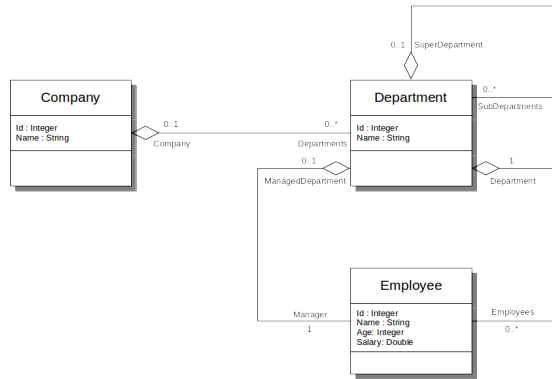 0..1 SuperDepartment
Company
Id : Integer
Name : String
0..1
Company
0..*
Departments
Department
Id : Integer
Name : String
0..*
SubDepartments
0..1
ManagedDepartment
1
Department
Employee
Id : Integer
Name : String
Age: Integer
Salary: Double
Manager
1
Employees
0..*